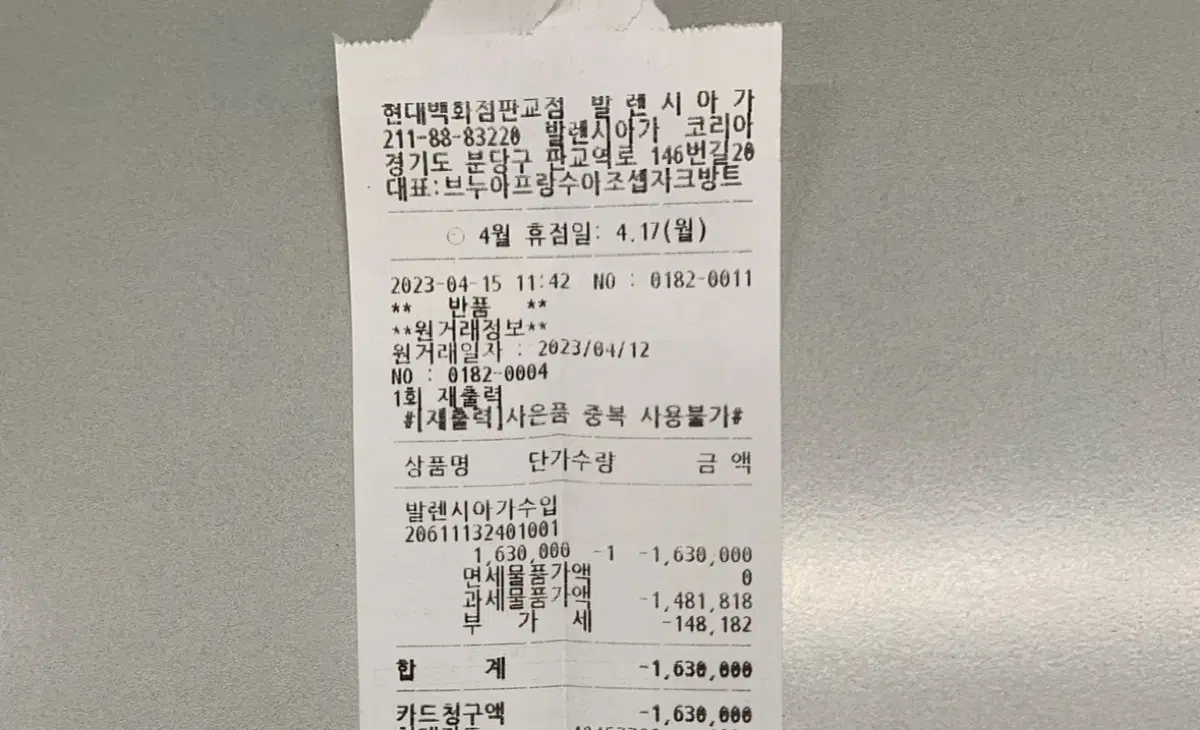 현대백화점판교점 발 렌 시 아 가
211-88-83220 발렌시아가 코리아
경기도 분당구 판교역로 146번길20
대표:브누아프랑수아조셉자크방트
○ 4월 휴점일: 4.17(월)
2023-04-15 11:42 NO : 0182-0011
** 반품 **
**원거래정보**
원거래일자 : 2023/04/12
NO : 0182-0004
1회 재출력
#[재출력]사은품 중복 사용불가#
상품명 단가수량 금 액
발렌시아가수입
20611132401001
1,630,000 -1 -1,630,000
면세물품가액 0
과세물품가액 -1,481,818
부 가 세 -148,182
합 계 -1,630,000
카드청구액 -1,630,000